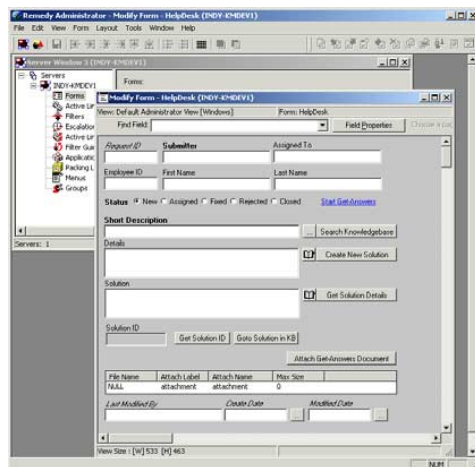 Remedy Administrator - Modify Form - HelpDesk (INDY-KMDEV1)
File Edit View Form Layout Tools Window Help
Server Window 3 (INDY-KMDEV1)
Servers
INDY-KMDEV1
Forms:
Forms
Active Lin
Filters
Escalation
Active Lin
Filter Guid
Applicatio
Packing L
Menus
Groups
Servers: 1
Modify Form - HelpDesk (INDY-KMDEV1)
View: Default Administrator View [Windows] Form: HelpDesk
Find Field: Field Properties
Request ID Submitter Assigned To
Employee ID First Name Last Name
Status New Assigned Fixed Rejected Closed Start Get-Answers
Short Description
... Search Knowledgebase
Details
Create New Solution
Solution
Get Solution Details
Solution ID
Get Solution ID Goto Solution in KB
Attach Get-Answers Document
File Name Attach Label Attach Name Max Size
NULL attachment attachment 0
Last Modified By Create Date Modified Date
... ...
View Size : [W] 533 [H] 463
NUM